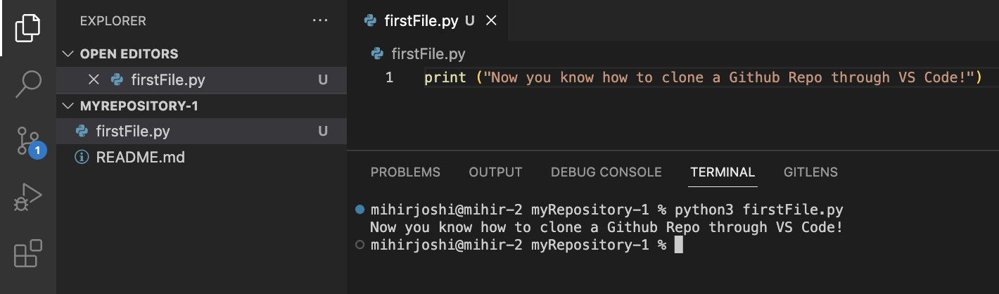 EXPLORER
OPEN EDITORS
firstFile.py U
MYREPOSITORY-1
firstFile.py U
README.md
1
firstFile.py U
firstFile.py
1 print ("Now you know how to clone a Github Repo through VS Code!")
PROBLEMS OUTPUT DEBUG CONSOLE TERMINAL GITLENS
mihirjoshi@mihir-2 myRepository-1 % python3 firstFile.py
Now you know how to clone a Github Repo through VS Code!
mihirjoshi@mihir-2 myRepository-1 %